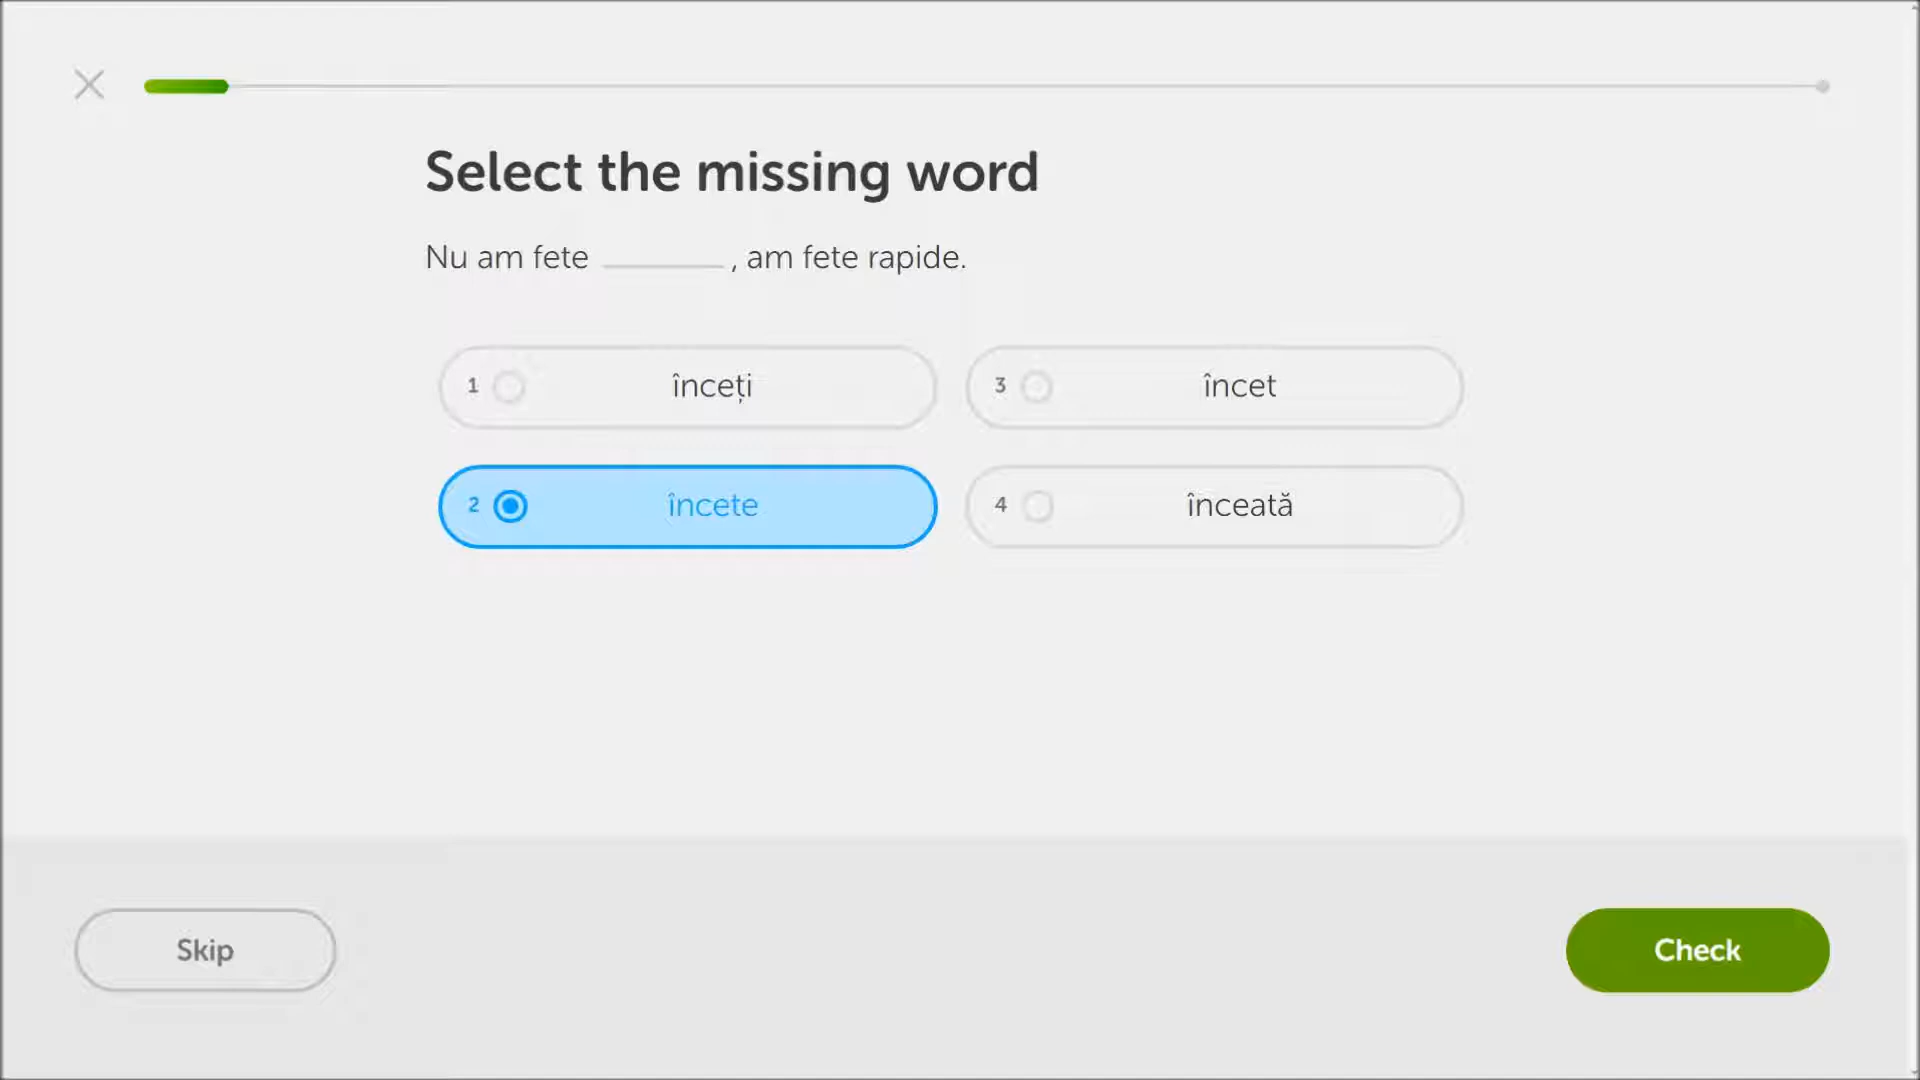 Select the missing word
Nu am fete ______ , am fete rapide.
1 înceți
3 încet
2 încete
4 înceată
Skip
Check